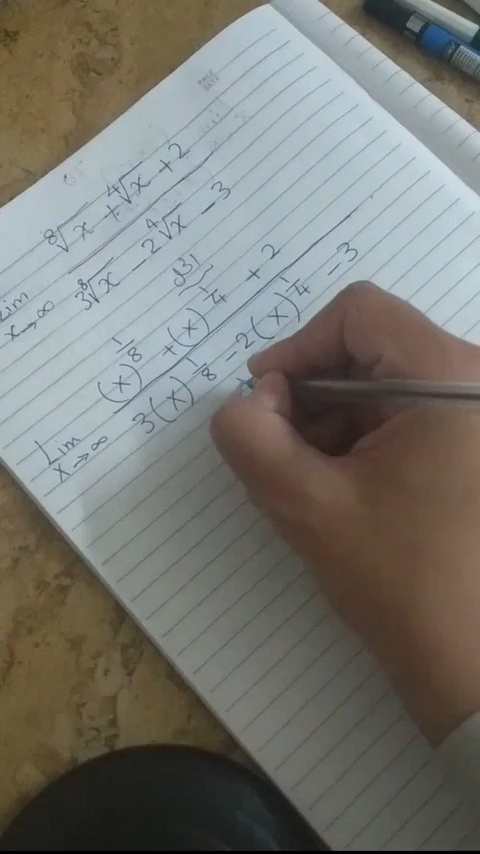 ⁸√x + ⁴√x + 2
Lim x→∞ 3⁸√x - 2⁴√x - 3
الحل
(x)^1/8 + (x)^1/4 + 2
Lim x→∞ 3(x)^1/8 - 2(x)^1/4 - 3